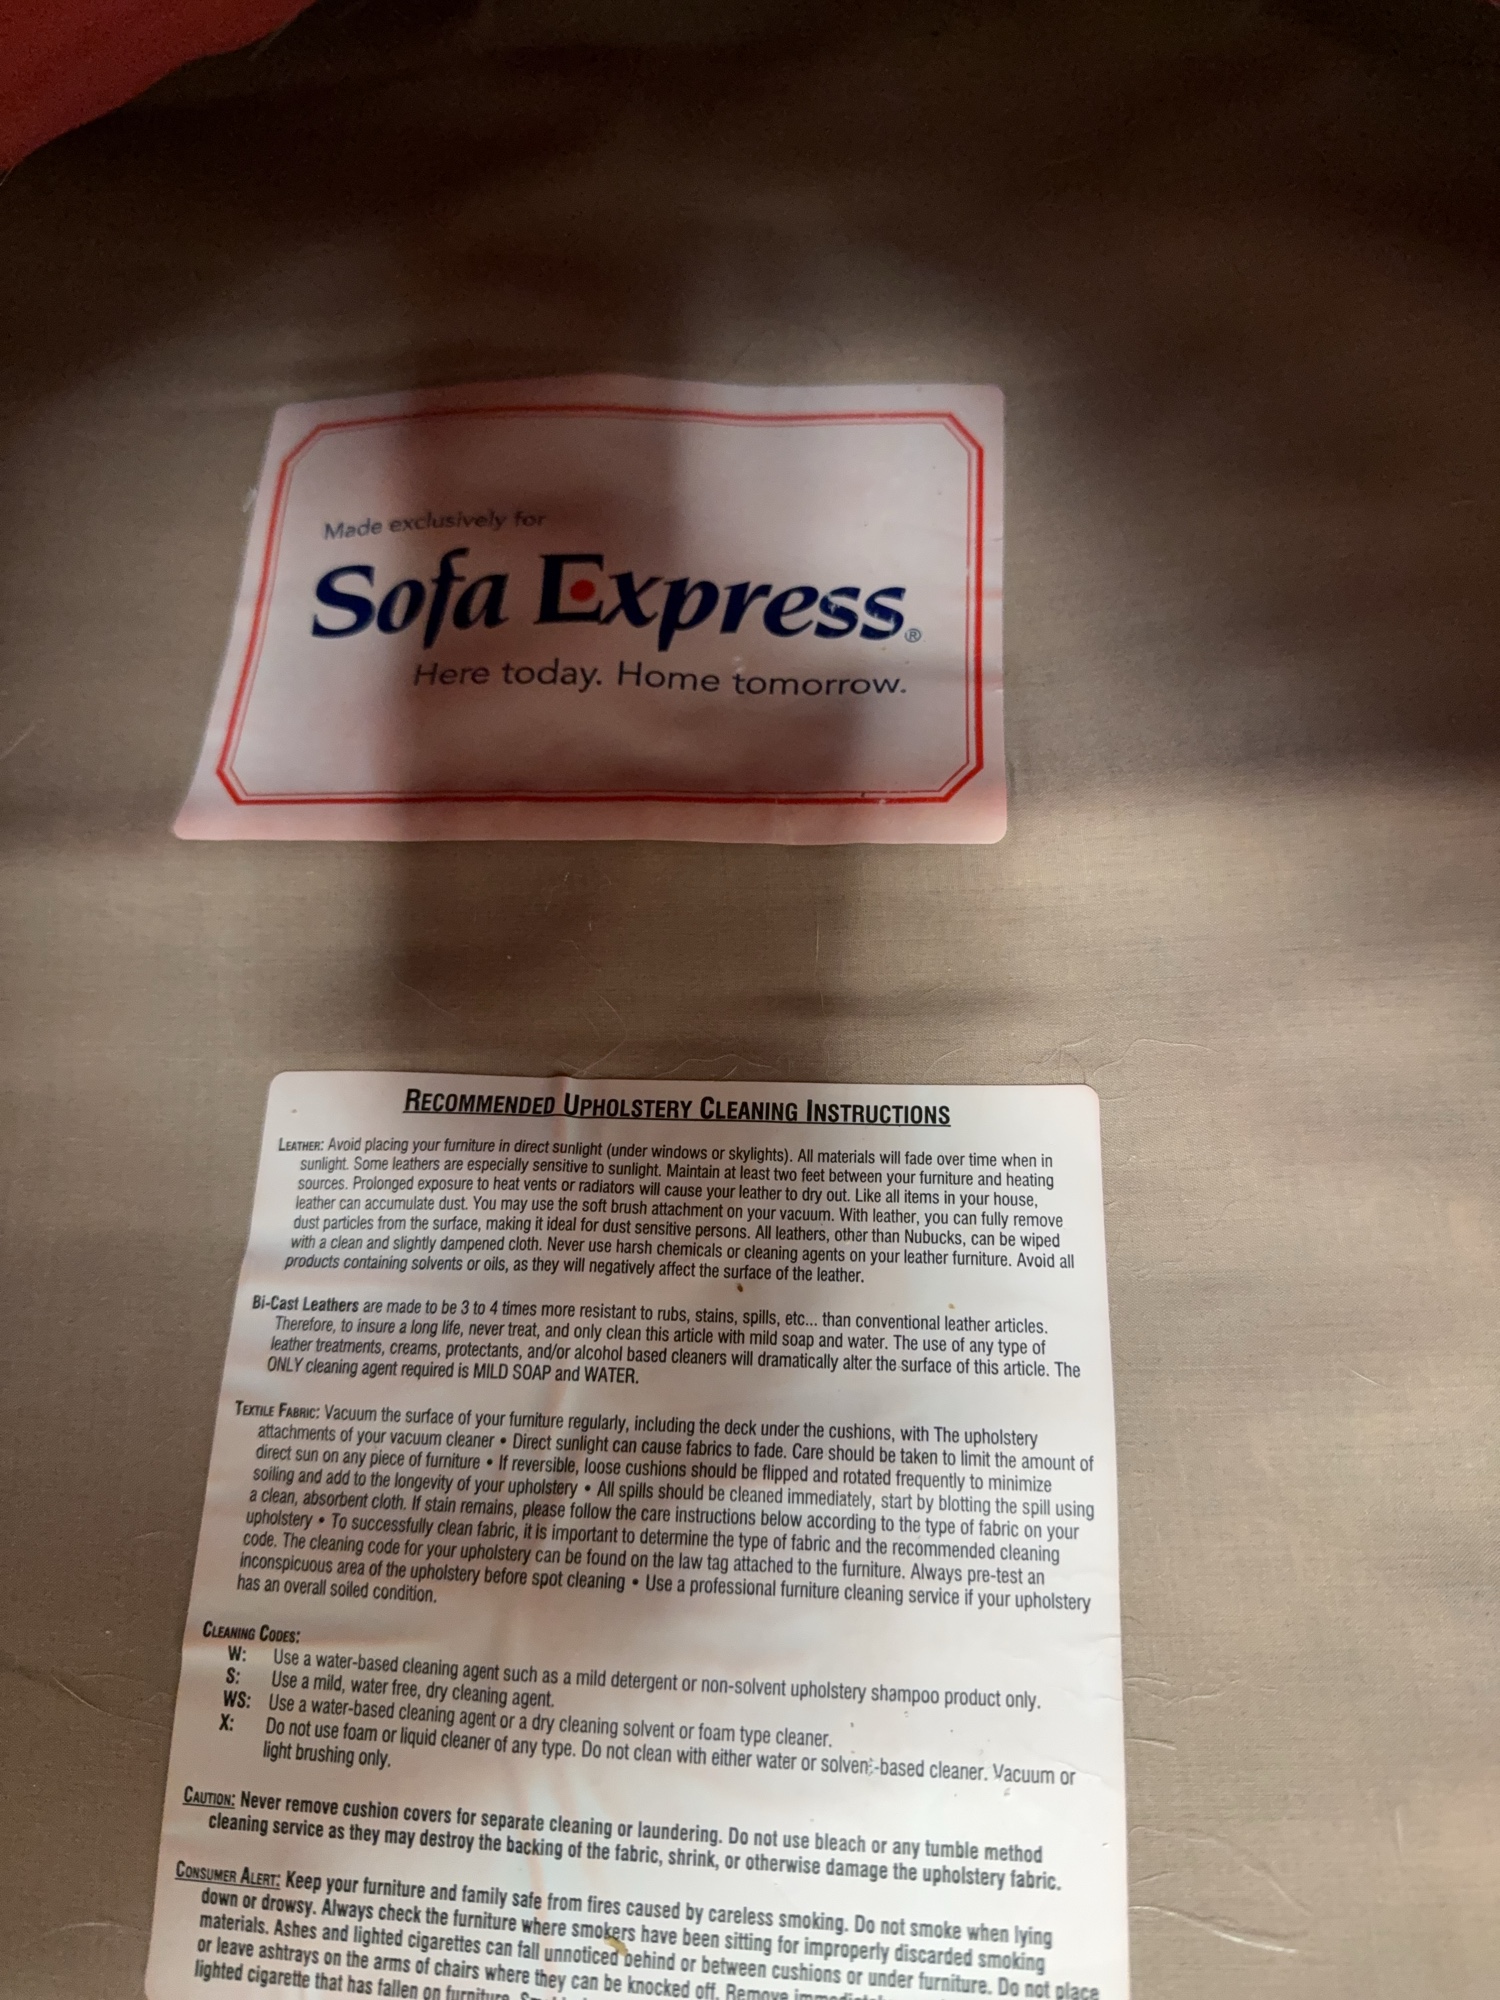 Made exclusively for
Sofa Express®
Here today. Home tomorrow.
RECOMMENDED UPHOLSTERY CLEANING INSTRUCTIONS
LEATHER: Avoid placing your furniture in direct sunlight (under windows or skylights). All materials will fade over time when in
sunlight. Some leathers are especially sensitive to sunlight. Maintain at least two feet between your furniture and heating
sources. Prolonged exposure to heat vents or radiators will cause your leather to dry out. Like all items in your house,
leather can accumulate dust. You may use the soft brush attachment on your vacuum. With leather, you can fully remove
dust particles from the surface, making it ideal for dust sensitive persons. All leathers, other than Nubucks, can be wiped
with a clean and slightly dampened cloth. Never use harsh chemicals or cleaning agents on your leather furniture. Avoid all
products containing solvents or oils, as they will negatively affect the surface of the leather.
Bi-Cast Leathers are made to be 3 to 4 times more resistant to rubs, stains, spills, etc... than conventional leather articles.
Therefore, to insure a long life, never treat, and only clean this article with mild soap and water. The use of any type of
leather treatments, creams, protectants, and/or alcohol based cleaners will dramatically alter the surface of this article. The
ONLY cleaning agent required is MILD SOAP and WATER.
TEXTILE FABRIC: Vacuum the surface of your furniture regularly, including the deck under the cushions, with The upholstery
attachments of your vacuum cleaner • Direct sunlight can cause fabrics to fade. Care should be taken to limit the amount of
direct sun on any piece of furniture • If reversible, loose cushions should be flipped and rotated frequently to minimize
soiling and add to the longevity of your upholstery • All spills should be cleaned immediately, start by blotting the spill using
a clean, absorbent cloth. If stain remains, please follow the care instructions below according to the type of fabric on your
upholstery • To successfully clean fabric, it is important to determine the type of fabric and the recommended cleaning
code. The cleaning code for your upholstery can be found on the law tag attached to the furniture. Always pre-test an
inconspicuous area of the upholstery before spot cleaning • Use a professional furniture cleaning service if your upholstery
has an overall soiled condition.
CLEANING CODES:
W: Use a water-based cleaning agent such as a mild detergent or non-solvent upholstery shampoo product only.
S: Use a mild, water free, dry cleaning agent.
WS: Use a water-based cleaning agent or a dry cleaning solvent or foam type cleaner.
X: Do not use foam or liquid cleaner of any type. Do not clean with either water or solvent-based cleaner. Vacuum or
light brushing only.
CAUTION: Never remove cushion covers for separate cleaning or laundering. Do not use bleach or any tumble method
cleaning service as they may destroy the backing of the fabric, shrink, or otherwise damage the upholstery fabric.
CONSUMER ALERT: Keep your furniture and family safe from fires caused by careless smoking. Do not smoke when lying
down or drowsy. Always check the furniture where smokers have been sitting for improperly discarded smoking
materials. Ashes and lighted cigarettes can fall unnoticed behind or between cushions or under furniture. Do not place
or leave ashtrays on the arms of chairs where they can be knocked off. Remove
lighted cigarette that has fallen on furniture.